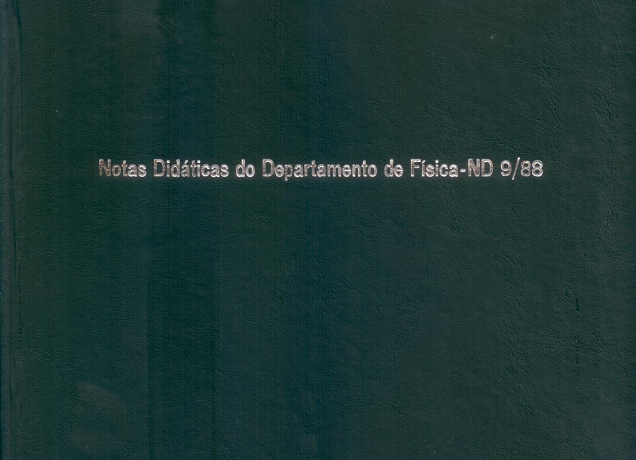 Notas Didáticas do Departamento de Física-ND 9/88